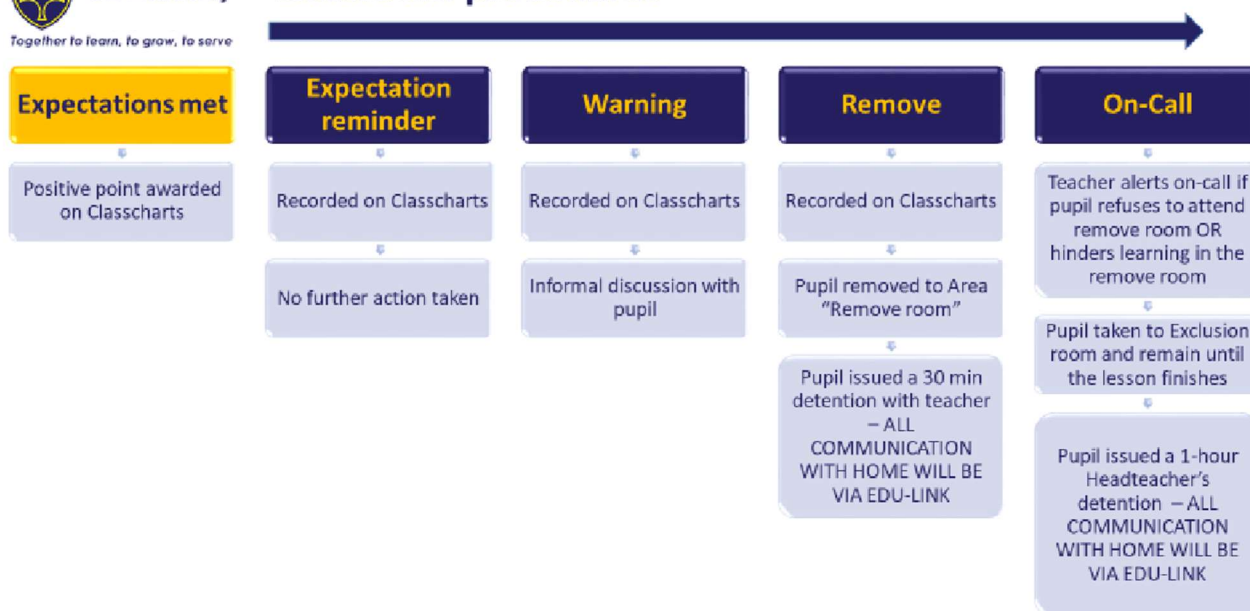 Together to learn, to grow, to serve
Expectations met
Positive point awarded
on Classcharts
Expectation
reminder
Recorded on Classcharts
No further action taken
Warning
Recorded on Classcharts
Informal discussion with
pupil
Remove
Recorded on Classcharts
Pupil removed to Area
“Remove room”
Pupil issued a 30 min
detention with teacher
– ALL
COMMUNICATION
WITH HOME WILL BE
VIA EDU-LINK
On-Call
Teacher alerts on-call if
pupil refuses to attend
remove room OR
hinders learning in the
remove room
Pupil taken to Exclusion
room and remain until
the lesson finishes
Pupil issued a 1-hour
Headteacher’s
detention – ALL
COMMUNICATION
WITH HOME WILL BE
VIA EDU-LINK